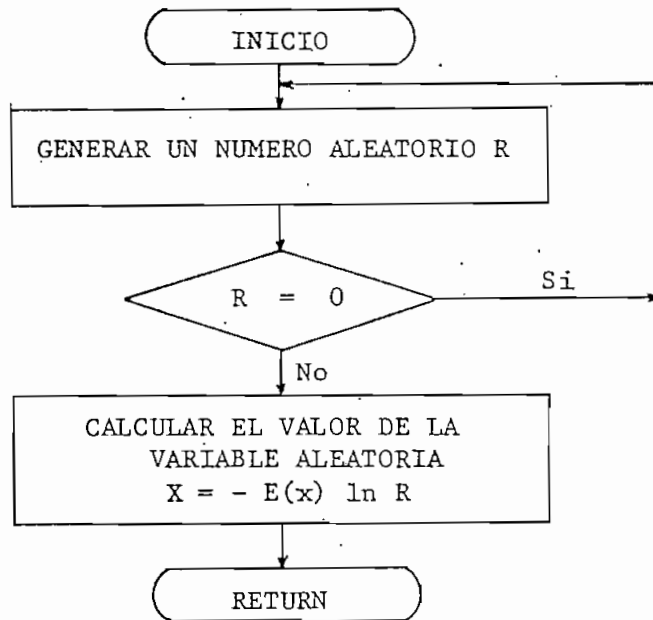 INICIO
GENERAR UN NUMERO ALEATORIO R
R = 0
Si
No
CALCULAR EL VALOR DE LA
VARIABLE ALEATORIA
X = - E(x) ln R
RETURN